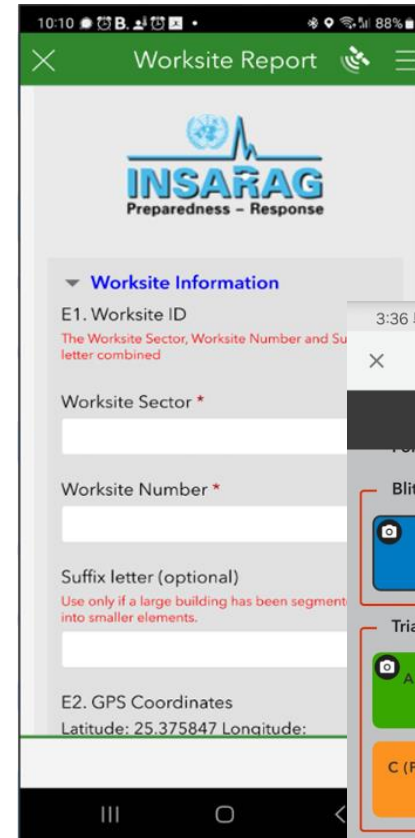 10:10 B. 88%
Worksite Report
INSARAG
Preparedness – Response
Worksite Information
E1. Worksite ID
The Worksite Sector, Worksite Number and Su
letter combined
Worksite Sector *
Worksite Number *
Suffix letter (optional)
Use only if a large building has been segment
into smaller elements.
E2. GPS Coordinates
Latitude: 25.375847 Longitude:
3:36
Blit
Tria
A
C (F